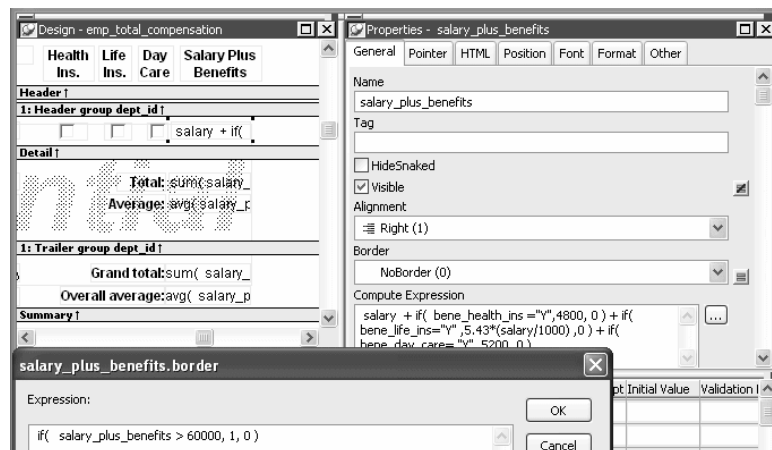 Design - emp_total_compensation
Health Life Day Salary Plus
Ins. Ins. Care Benefits
Header ↑
1: Header group dept_id ↑
salary + if(
Detail ↑
Total: sum( salary_
Average: avg( salary_p
1: Trailer group dept_id ↑
Grand total: sum( salary_
Overall average: avg( salary_p
Summary ↑
Properties - salary_plus_benefits
General Pointer HTML Position Font Format Other
Name
salary_plus_benefits
Tag
HideSnaked
Visible
Alignment
Right (1)
Border
NoBorder (0)
Compute Expression
salary + if( bene_health_ins ="Y",4800, 0 ) + if(
bene_life_ins="Y" ,5.43*(salary/1000) ,0 ) + if(
bene_day_care= "Y", 5200, 0 )
...
Initial Value Validation
salary_plus_benefits.border
Expression:
if( salary_plus_benefits > 60000, 1, 0 )
OK
Cancel